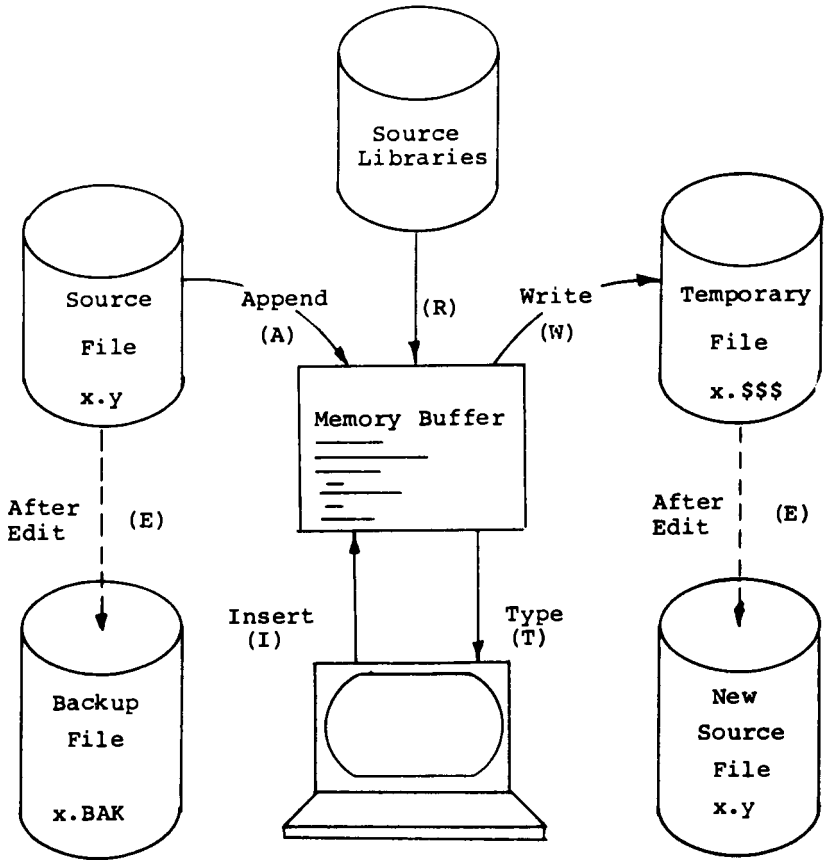 Source
Libraries
Source
File
x.y
Append
(A)
(R)
Write
(W)
Temporary
File
x.$$$
Memory Buffer
After
Edit
(E)
After
Edit
(E)
Insert
(I)
Type
(T)
Backup
File
x.BAK
New
Source
File
x.y